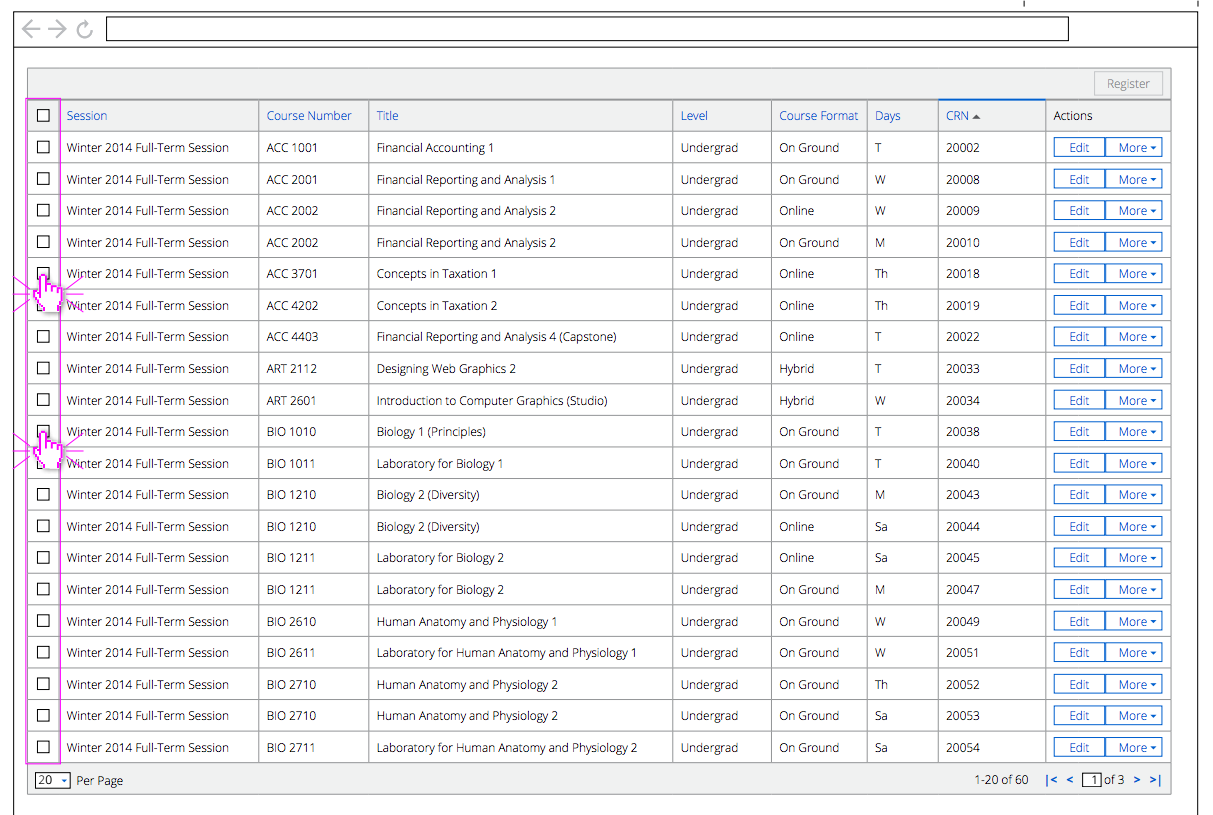 Register
Session Course Number Title Level Course Format Days CRN Actions
Winter 2014 Full-Term Session ACC 1001 Financial Accounting 1 Undergrad On Ground T 20002 Edit More
Winter 2014 Full-Term Session ACC 2001 Financial Reporting and Analysis 1 Undergrad On Ground W 20008 Edit More
Winter 2014 Full-Term Session ACC 2002 Financial Reporting and Analysis 2 Undergrad Online W 20009 Edit More
Winter 2014 Full-Term Session ACC 2002 Financial Reporting and Analysis 2 Undergrad On Ground M 20010 Edit More
Winter 2014 Full-Term Session ACC 3701 Concepts in Taxation 1 Undergrad Online Th 20018 Edit More
Winter 2014 Full-Term Session ACC 4202 Concepts in Taxation 2 Undergrad Online Th 20019 Edit More
Winter 2014 Full-Term Session ACC 4403 Financial Reporting and Analysis 4 (Capstone) Undergrad Online T 20022 Edit More
Winter 2014 Full-Term Session ART 2112 Designing Web Graphics 2 Undergrad Hybrid T 20033 Edit More
Winter 2014 Full-Term Session ART 2601 Introduction to Computer Graphics (Studio) Undergrad Hybrid W 20034 Edit More
Winter 2014 Full-Term Session BIO 1010 Biology 1 (Principles) Undergrad On Ground T 20038 Edit More
Winter 2014 Full-Term Session BIO 1011 Laboratory for Biology 1 Undergrad On Ground T 20040 Edit More
Winter 2014 Full-Term Session BIO 1210 Biology 2 (Diversity) Undergrad On Ground M 20043 Edit More
Winter 2014 Full-Term Session BIO 1210 Biology 2 (Diversity) Undergrad Online Sa 20044 Edit More
Winter 2014 Full-Term Session BIO 1211 Laboratory for Biology 2 Undergrad Online Sa 20045 Edit More
Winter 2014 Full-Term Session BIO 1211 Laboratory for Biology 2 Undergrad On Ground M 20047 Edit More
Winter 2014 Full-Term Session BIO 2610 Human Anatomy and Physiology 1 Undergrad On Ground W 20049 Edit More
Winter 2014 Full-Term Session BIO 2611 Laboratory for Human Anatomy and Physiology 1 Undergrad On Ground W 20051 Edit More
Winter 2014 Full-Term Session BIO 2710 Human Anatomy and Physiology 2 Undergrad On Ground Th 20052 Edit More
Winter 2014 Full-Term Session BIO 2710 Human Anatomy and Physiology 2 Undergrad On Ground Sa 20053 Edit More
Winter 2014 Full-Term Session BIO 2711 Laboratory for Human Anatomy and Physiology 2 Undergrad On Ground Sa 20054 Edit More
20 Per Page 1-20 of 60 |< < 1 of 3 > >|